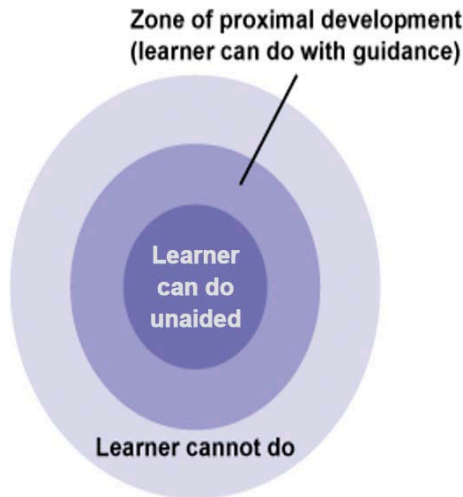 Zone of proximal development
(learner can do with guidance)
Learner
can do
unaided
Learner cannot do